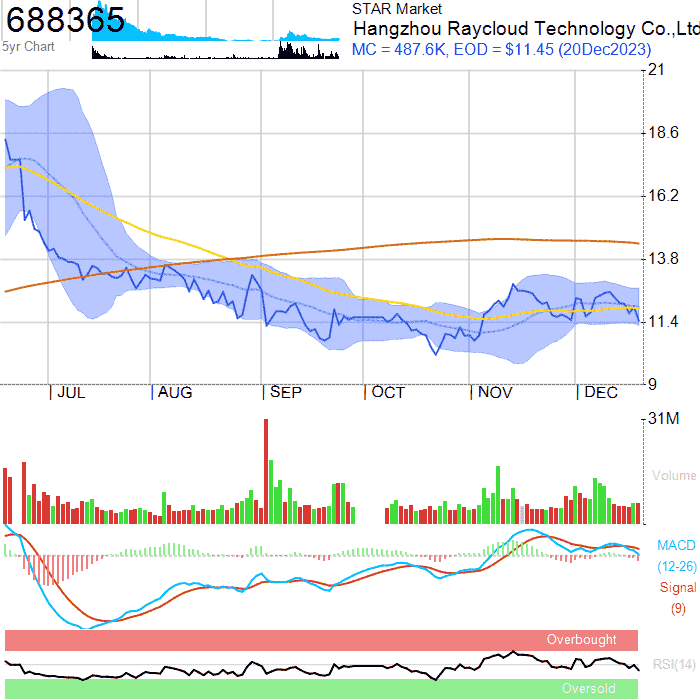 688365
5yr Chart
STAR Market
Hangzhou Raycloud Technology Co.,Ltd
MC = 487.6K, EOD = $11.45 (20Dec2023)
21
18.6
16.2
13.8
11.4
9
JUL AUG SEP OCT NOV DEC
31M
Volume
MACD
(12-26)
Signal
(9)
Overbought
RSI(14)
Oversold